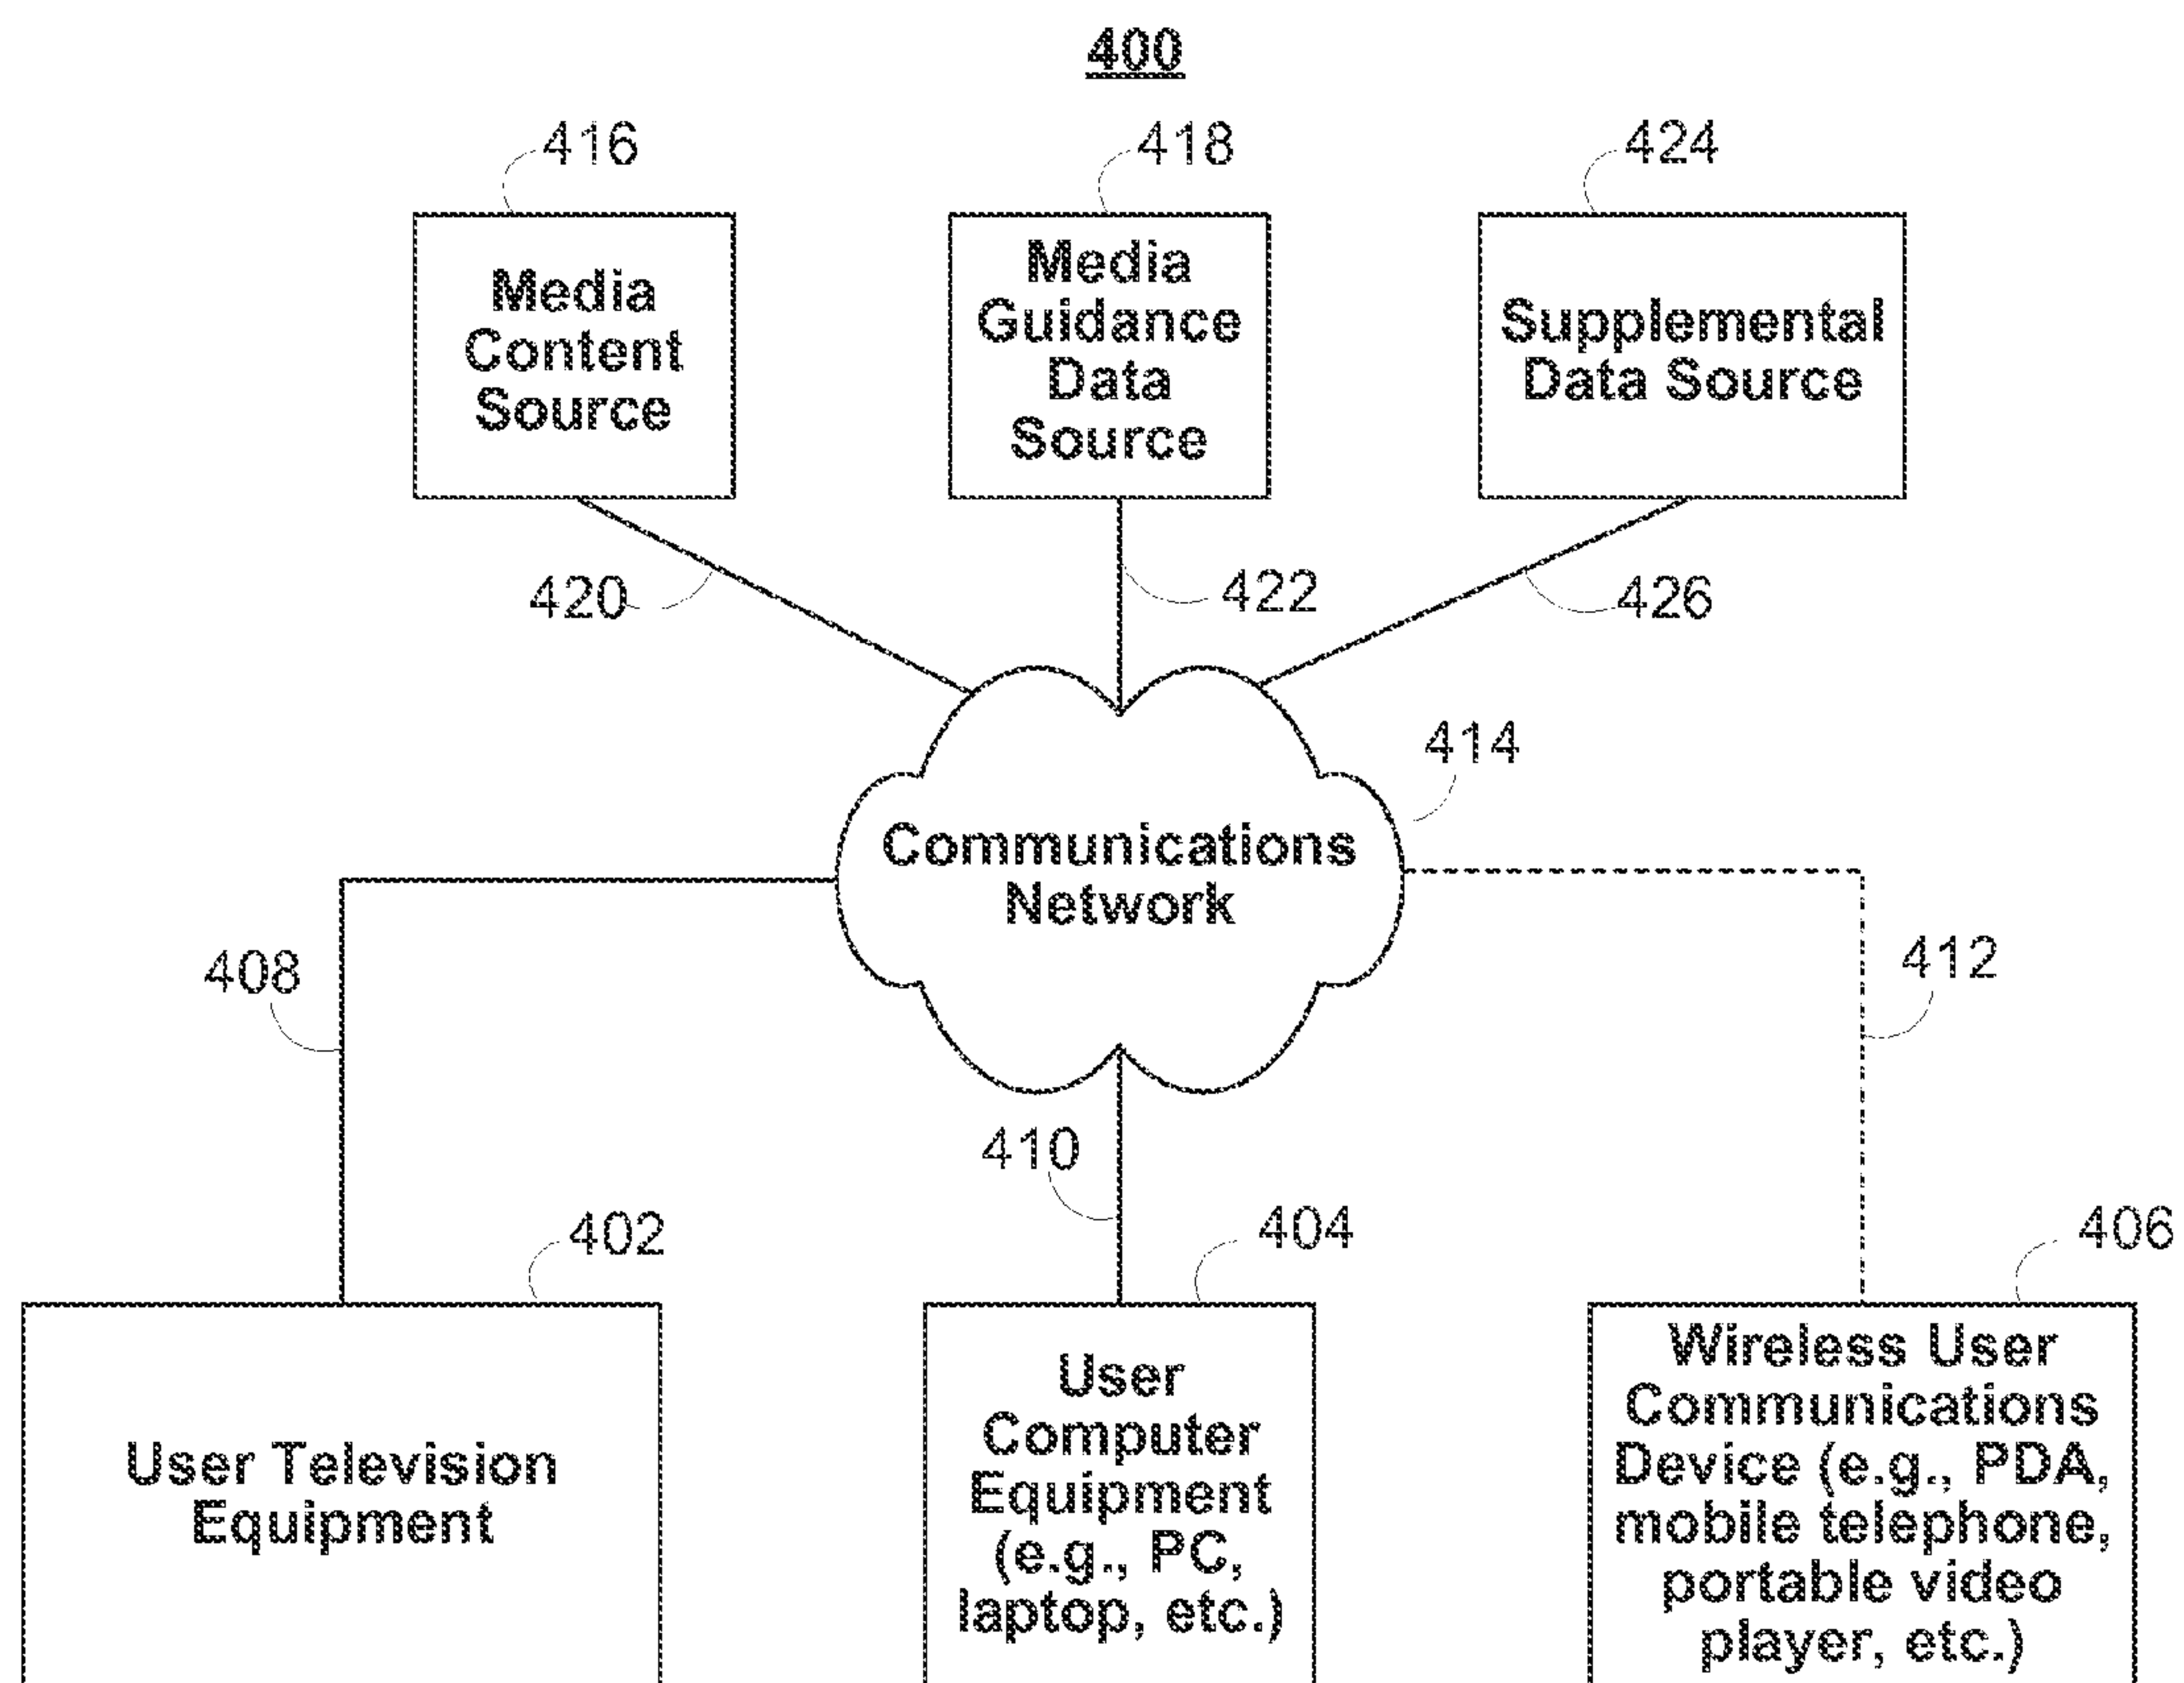 400
416
418
424
Media
Content
Source
Media
Guidance
Data
Source
Supplemental
Data Source
420
422
426
414
Communications
Network
408
412
410
402
404
406
User Television
Equipment
User
Computer
Equipment
(e.g., PC,
laptop, etc.)
Wireless User
Communications
Device (e.g., PDA,
mobile telephone,
portable video
player, etc.)